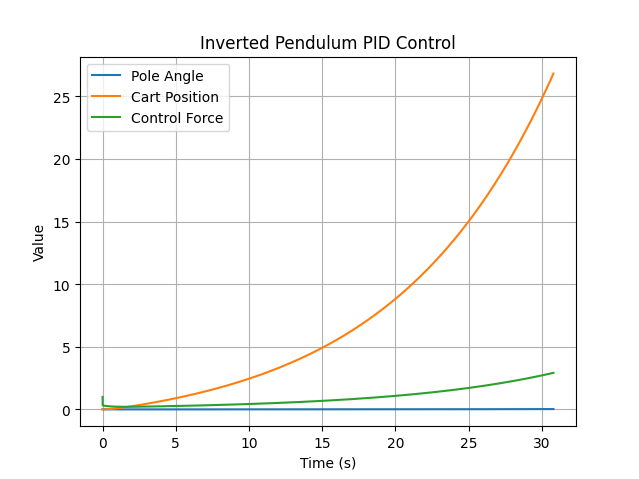 Inverted Pendulum PID Control
Pole Angle
Cart Position
Control Force
Value
25
20
15
10
5
0
0 5 10 15 20 25 30
Time (s)